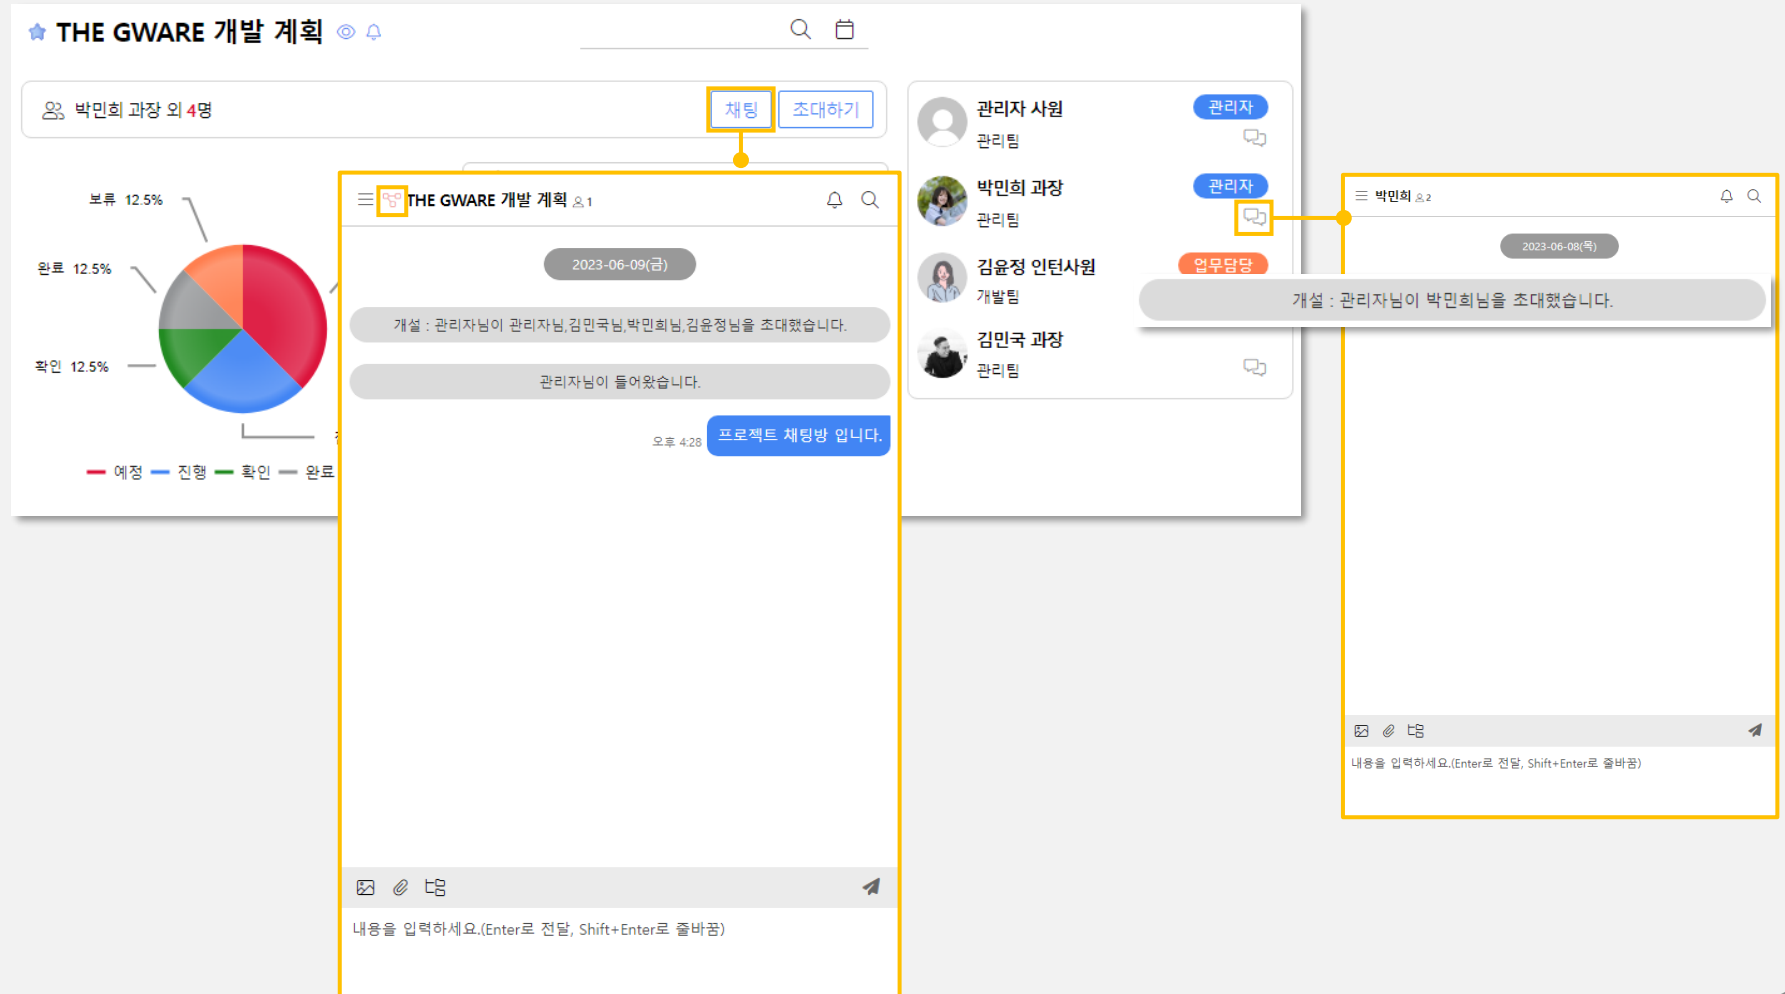 THE GWARE 개발 계획
박민희 과장 외 4명
채팅
초대하기
보류 12.5%
완료 12.5%
확인 12.5%
예정
진행
확인
완료
관리자 사원
관리자
관리팀
박민희 과장
관리자
관리팀
김윤정 인턴사원
업무담당
개발팀
김민국 과장
관리팀
THE GWARE 개발 계획 1
2023-06-09(금)
개설 : 관리자님이 관리자님,김민국님,박민희님,김윤정님을 초대했습니다.
관리자님이 들어왔습니다.
오후 4:28
프로젝트 채팅방 입니다.
내용을 입력하세요.(Enter로 전달, Shift+Enter로 줄바꿈)
박민희 2
2023-06-08(목)
개설 : 관리자님이 박민희님을 초대했습니다.
내용을 입력하세요.(Enter로 전달, Shift+Enter로 줄바꿈)